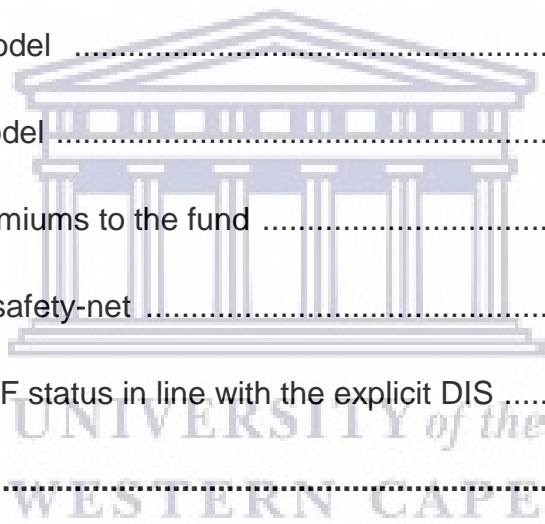 odel ..........................................................
odel .............................................................
miums to the fund ....................................
safety-net ..................................................
F status in line with the explicit DIS ......
UNIVERSITY of the
..................................................................
WESTERN CAPE